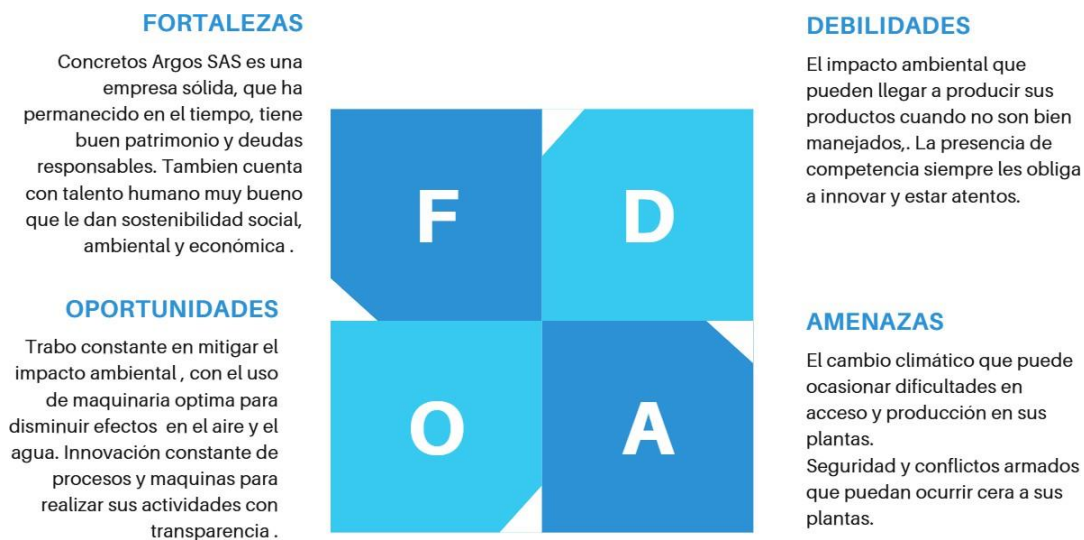 FORTALEZAS
Concretos Argos SAS es una
empresa sólida, que ha
permanecido en el tiempo, tiene
buen patrimonio y deudas
responsables. Tambien cuenta
con talento humano muy bueno
que le dan sostenibilidad social,
ambiental y económica .
DEBILIDADES
El impacto ambiental que
pueden llegar a producir sus
productos cuando no son bien
manejados,. La presencia de
competencia siempre les obliga
a innovar y estar atentos.
F
D
OPORTUNIDADES
Trabo constante en mitigar el
impacto ambiental , con el uso
de maquinaria optima para
disminuir efectos en el aire y el
agua. Innovación constante de
procesos y maquinas para
realizar sus actividades con
transparencia .
O
A
AMENAZAS
El cambio climático que puede
ocasionar dificultades en
acceso y producción en sus
plantas.
Seguridad y conflictos armados
que puedan ocurrir cera a sus
plantas.